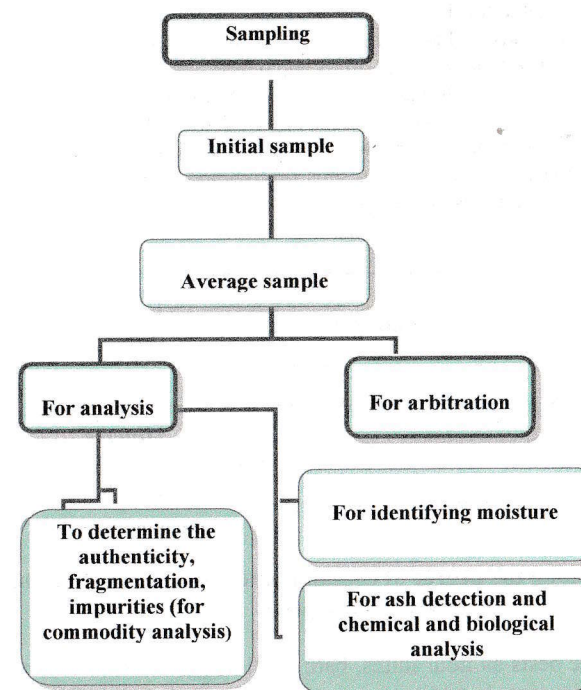 Sampling
Initial sample
Average sample
For analysis
For arbitration
To determine the
authenticity,
fragmentation,
impurities (for
commodity analysis)
For identifying moisture
For ash detection and
chemical and biological
analysis